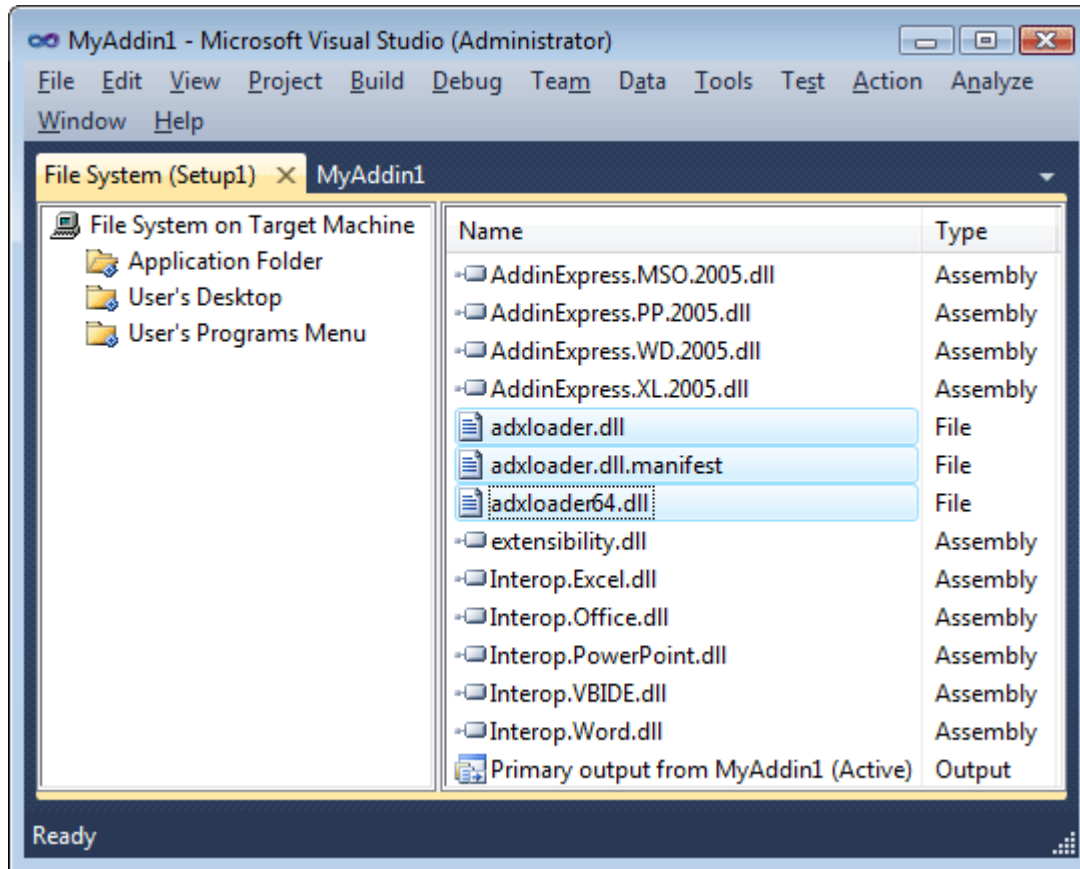 MyAddin1 - Microsoft Visual Studio (Administrator)
File Edit View Project Build Debug Team Data Tools Test Action Analyze
Window Help
File System (Setup1) MyAddin1
File System on Target Machine
Application Folder
User's Desktop
User's Programs Menu
Name Type
AddinExpress.MSO.2005.dll Assembly
AddinExpress.PP.2005.dll Assembly
AddinExpress.WD.2005.dll Assembly
AddinExpress.XL.2005.dll Assembly
adxloader.dll File
adxloader.dll.manifest File
adxloader64.dll File
extensibility.dll Assembly
Interop.Excel.dll Assembly
Interop.Office.dll Assembly
Interop.PowerPoint.dll Assembly
Interop.VBIDE.dll Assembly
Interop.Word.dll Assembly
Primary output from MyAddin1 (Active) Output
Ready